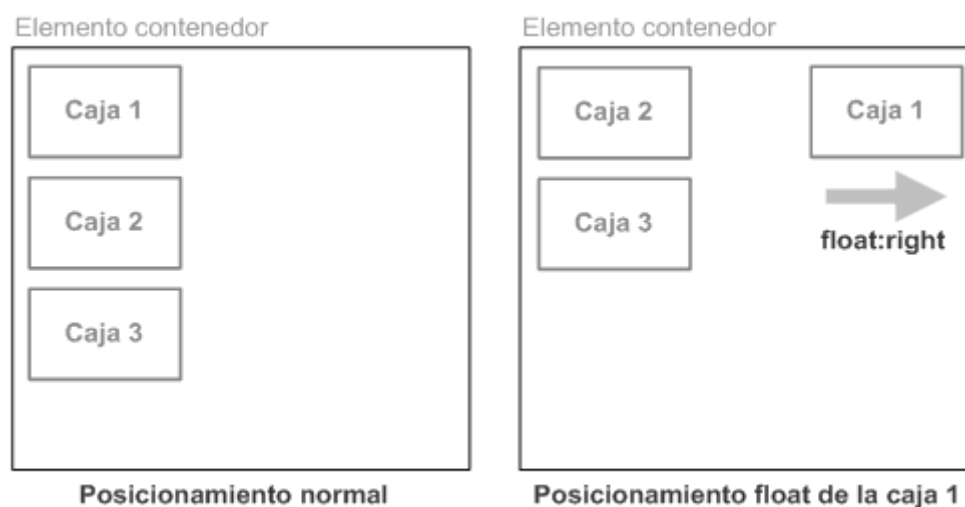 Elemento contenedor
Caja 1
Caja 2
Caja 3
Posicionamiento normal
Elemento contenedor
Caja 2
Caja 1
Caja 3
float:right
Posicionamiento float de la caja 1